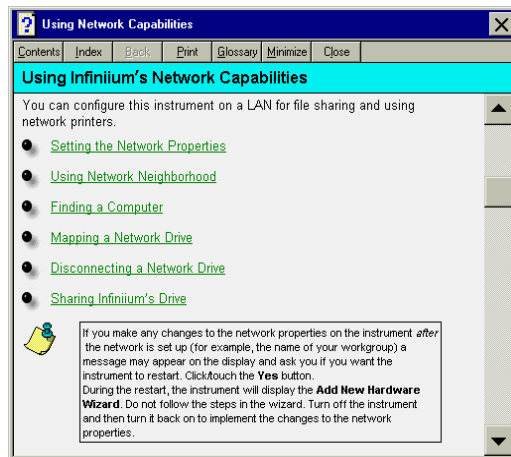 Using Network Capabilities
Contents Index Back Print Glossary Minimize Close
Using Infiniium's Network Capabilities
You can configure this instrument on a LAN for file sharing and using
network printers.
Setting the Network Properties
Using Network Neighborhood
Finding a Computer
Mapping a Network Drive
Disconnecting a Network Drive
Sharing Infiniium's Drive
If you make any changes to the network properties on the instrument after
the network is set up (for example, the name of your workgroup) a
message may appear on the display and ask you if you want the
instrument to restart. Click/touch the Yes button.
During the restart, the instrument will display the Add New Hardware
Wizard. Do not follow the steps in the wizard. Turn off the instrument
and then turn it back on to implement the changes to the network
properties.